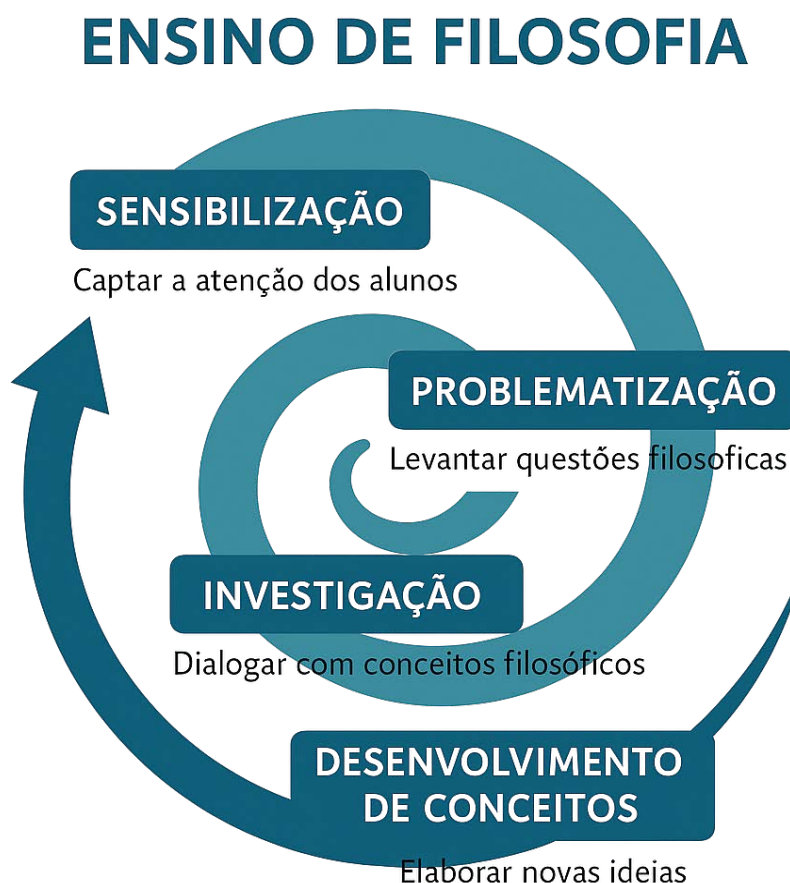 ENSINO DE FILOSOFIA
SENSIBILIZAÇÃO
Captar a atenção dos alunos
PROBLEMATIZAÇÃO
Levantar questões filosoficas
INVESTIGAÇÃO
Dialogar com conceitos filosóficos
DESENVOLVIMENTO
DE CONCEITOS
Elaborar novas ideias